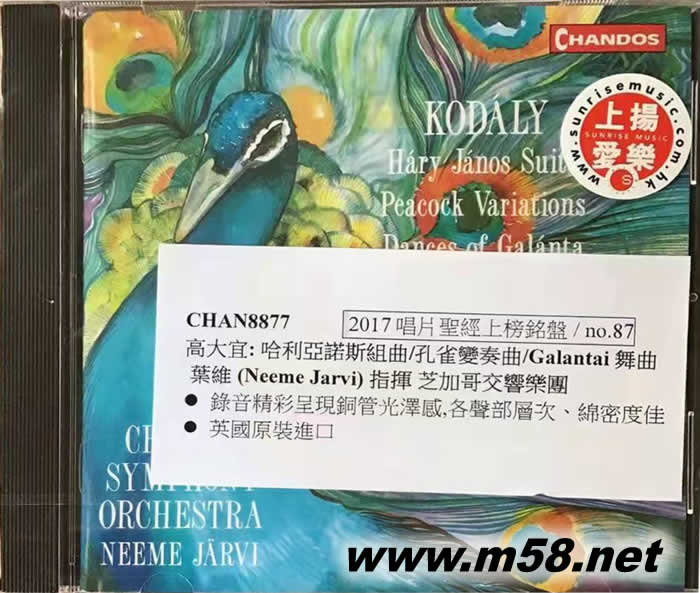 CHANDOS
www.sunrisemusic.com.hk
上揚
SUNRISE MUSIC
愛樂
S
KODÁLY
Háry János Suit
Peacock Variations
Dances of Galánta
CHAN8877
2017 唱片聖經上榜銘盤 / no.87
高大宜: 哈利亞諾斯組曲/孔雀變奏曲/Galantai 舞曲
葉維 (Neeme Jarvi) 指揮 芝加哥交響樂團
● 錄音精彩呈現銅管光澤感,各聲部層次、綿密度佳
● 英國原裝進口
ORCHESTRA
NEEME JÄRVI
www.m58.net